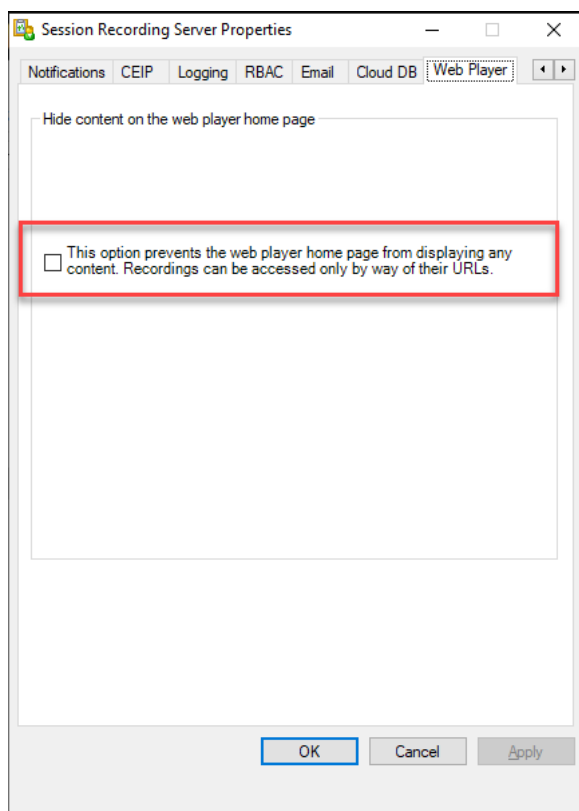 Session Recording Server Properties
Notifications CEIP Logging RBAC Email Cloud DB Web Player
Hide content on the web player home page
This option prevents the web player home page from displaying any
content. Recordings can be accessed only by way of their URLs.
OK Cancel Apply